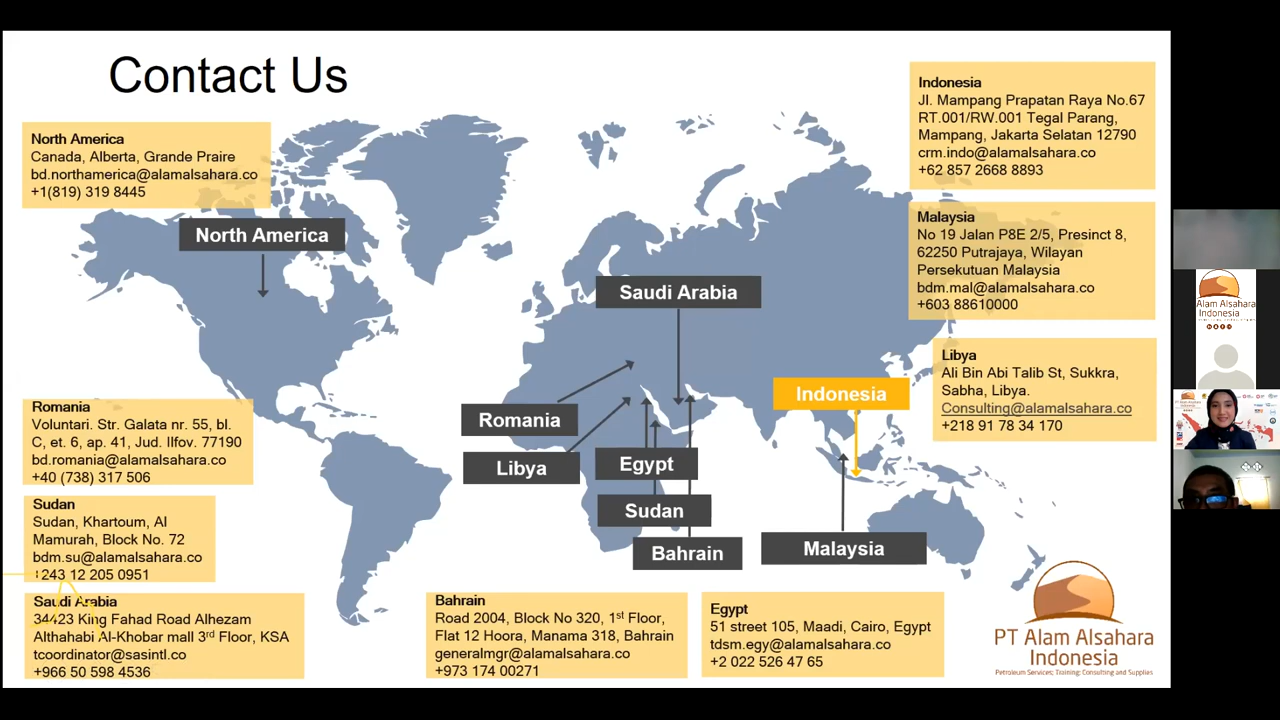 Contact Us
North America
Canada, Alberta, Grande Praire
bd.northamerica@alamalsahara.co
+1(819) 319 8445
Indonesia
Jl. Mampang Prapatan Raya No.67
RT.001/RW.001 Tegal Parang,
Mampang, Jakarta Selatan 12790
crm.indo@alamalsahara.co
+62 857 2668 8893
Malaysia
No 19 Jalan P8E 2/5, Presinct 8,
62250 Putrajaya, Wilayan
Persekutuan Malaysia
bdm.mal@alamalsahara.co
+603 88610000
Libya
Ali Bin Abi Talib St, Sukkra,
Sabha, Libya.
Consulting@alamalsahara.co
+218 91 78 34 170
North America
Saudi Arabia
Indonesia
Romania
Libya
Egypt
Sudan
Bahrain
Malaysia
Romania
Voluntari. Str. Galata nr. 55, bl.
C, et. 6, ap. 41, Jud. Ilfov. 77190
bd.romania@alamalsahara.co
+40 (738) 317 506
Sudan
Sudan, Khartoum, Al
Mamurah, Block No. 72
bdm.su@alamalsahara.co
+243 12 205 0951
Saudi Arabia
34423 King Fahad Road Alhezam
Althahabi Al-Khobar mall 3rd Floor, KSA
tcoordinator@sasintl.co
+966 50 598 4536
Bahrain
Road 2004, Block No 320, 1st Floor,
Flat 12 Hoora, Manama 318, Bahrain
generalmgr@alamalsahara.co
+973 174 00271
Egypt
51 street 105, Maadi, Cairo, Egypt
tdsm.egy@alamalsahara.co
+2 022 526 47 65
PT Alam Alsahara
Indonesia
Petroleum Services; Training; Consulting and Supplies
Alam Alsahara
Indonesia